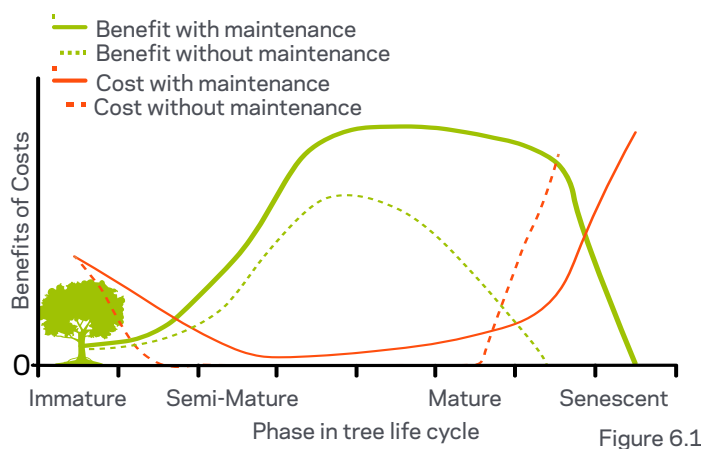 Benefit with maintenance
Benefit without maintenance
Cost with maintenance
Cost without maintenance
Benefits of Costs
0
Immature Semi-Mature Mature Senescent
Phase in tree life cycle
Figure 6.1